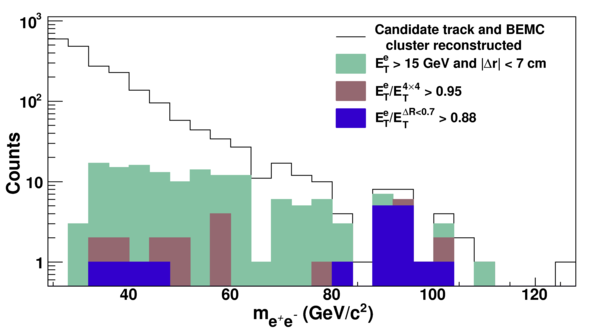 10³
Candidate track and BEMC
cluster reconstructed
E_T^e > 15 GeV and |Δr| < 7 cm
10²
E_T^e/E_T^{4×4} > 0.95
E_T^e/E_T^{ΔR<0.7} > 0.88
Counts
10
1
40 60 80 100 120
m_{e⁺e⁻} (GeV/c²)